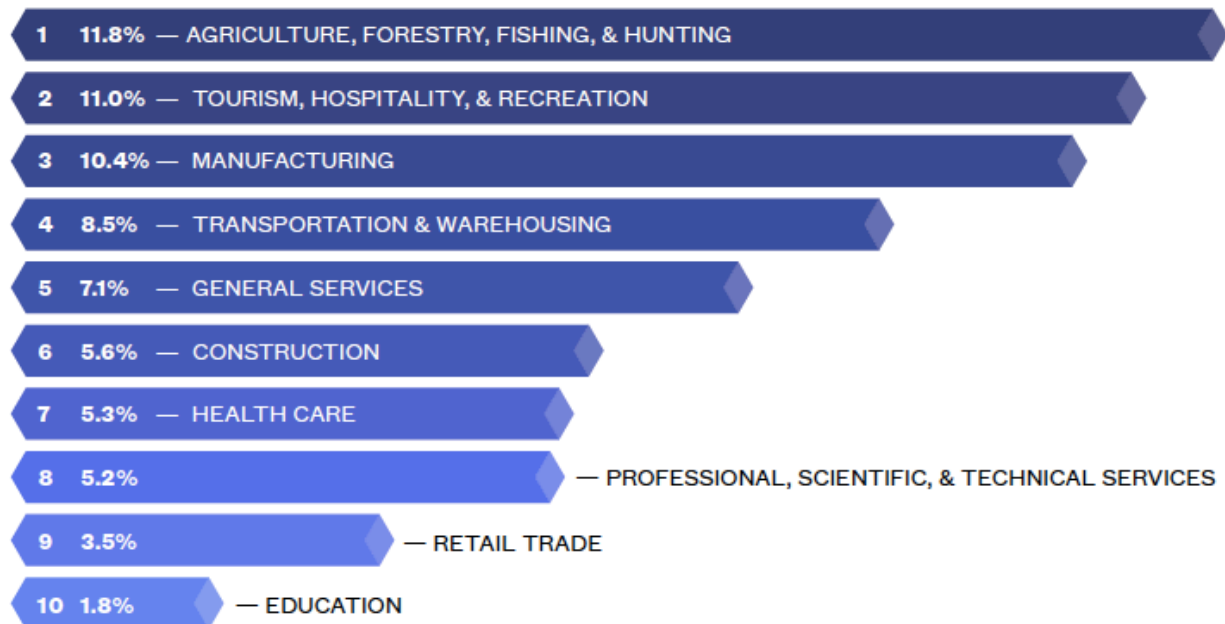 1 11.8% — AGRICULTURE, FORESTRY, FISHING, & HUNTING
2 11.0% — TOURISM, HOSPITALITY, & RECREATION
3 10.4% — MANUFACTURING
4 8.5% — TRANSPORTATION & WAREHOUSING
5 7.1% — GENERAL SERVICES
6 5.6% — CONSTRUCTION
7 5.3% — HEALTH CARE
8 5.2% — PROFESSIONAL, SCIENTIFIC, & TECHNICAL SERVICES
9 3.5% — RETAIL TRADE
10 1.8% — EDUCATION